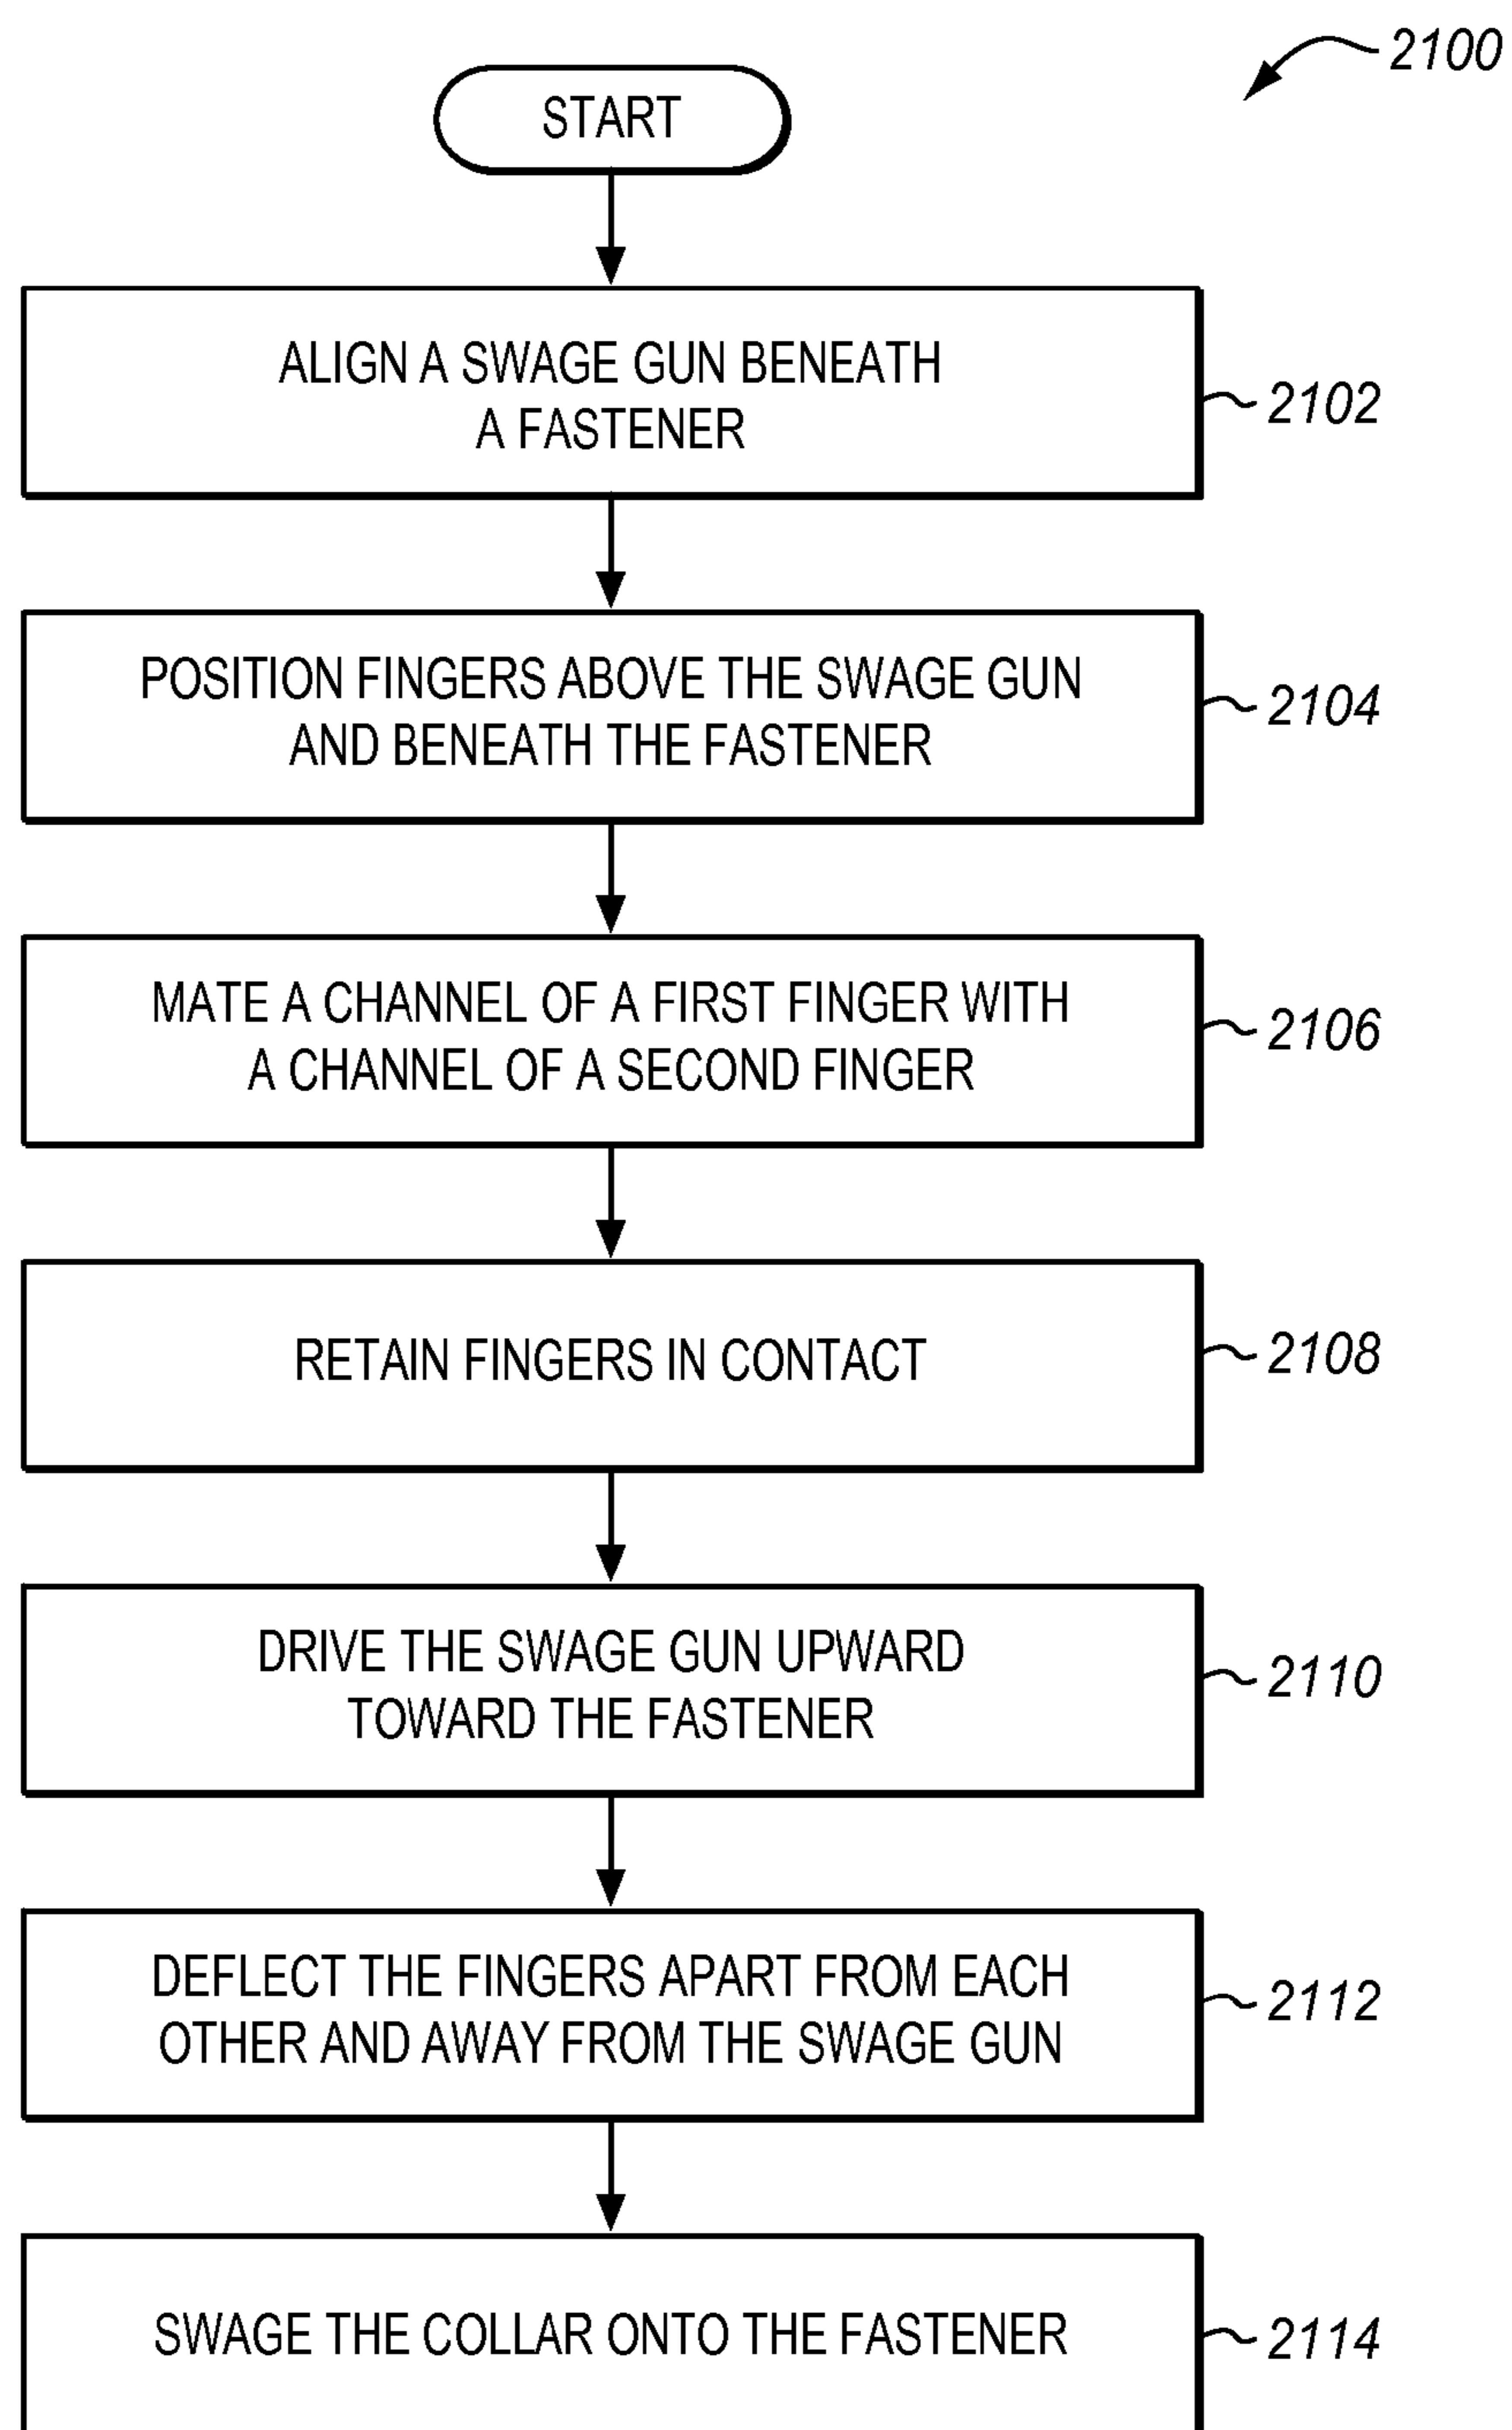 2100
START
ALIGN A SWAGE GUN BENEATH
A FASTENER
2102
POSITION FINGERS ABOVE THE SWAGE GUN
AND BENEATH THE FASTENER
2104
MATE A CHANNEL OF A FIRST FINGER WITH
A CHANNEL OF A SECOND FINGER
2106
RETAIN FINGERS IN CONTACT
2108
DRIVE THE SWAGE GUN UPWARD
TOWARD THE FASTENER
2110
DEFLECT THE FINGERS APART FROM EACH
OTHER AND AWAY FROM THE SWAGE GUN
2112
SWAGE THE COLLAR ONTO THE FASTENER
2114